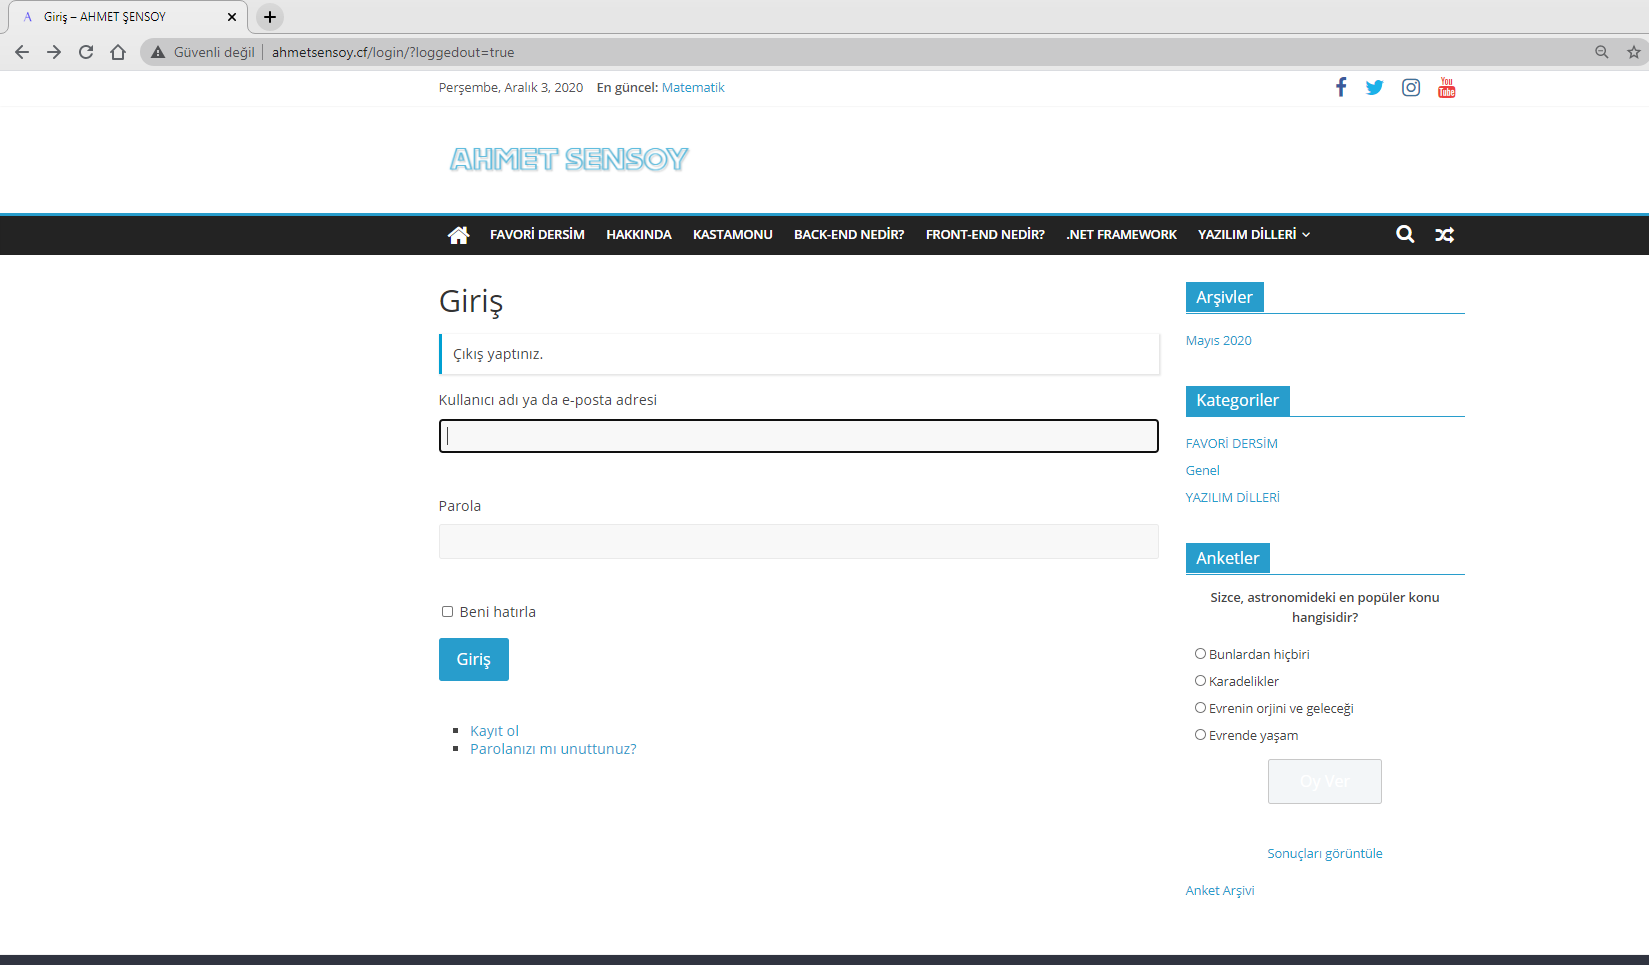 Giriş – AHMET ŞENSOY
Güvenli değil
ahmetsensoy.cf/login/?loggedout=true
Perşembe, Aralık 3, 2020 En güncel: Matematik
You
Tube
AHMET SENSOY
FAVORİ DERSİM HAKKINDA KASTAMONU BACK-END NEDİR? FRONT-END NEDİR? .NET FRAMEWORK YAZILIM DİLLERİ
Giriş
Çıkış yaptınız.
Kullanıcı adı ya da e-posta adresi
Parola
Beni hatırla
Giriş
Kayıt ol
Parolanızı mı unuttunuz?
Arşivler
Mayıs 2020
Kategoriler
FAVORİ DERSİM
Genel
YAZILIM DİLLERİ
Anketler
Sizce, astronomideki en popüler konu
hangisidir?
Bunlardan hiçbiri
Karadelikler
Evrenin orjini ve geleceği
Evrende yaşam
Oy Ver
Sonuçları görüntüle
Anket Arşivi